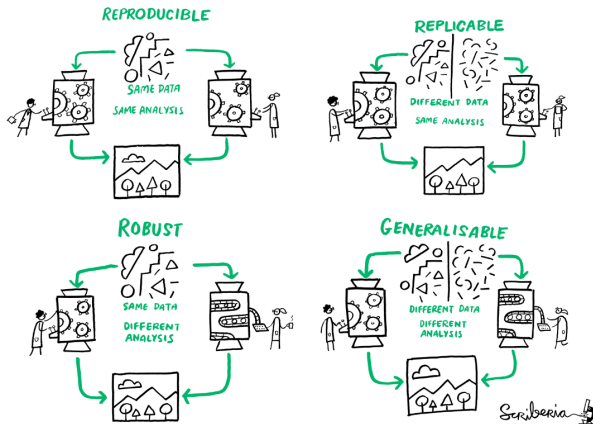 REPRODUCIBLE
SAME DATA
SAME ANALYSIS
REPLICABLE
DIFFERENT DATA
SAME ANALYSIS
ROBUST
SAME DATA
DIFFERENT
ANALYSIS
GENERALISABLE
DIFFERENT DATA
DIFFERENT
ANALYSIS
Scriberia